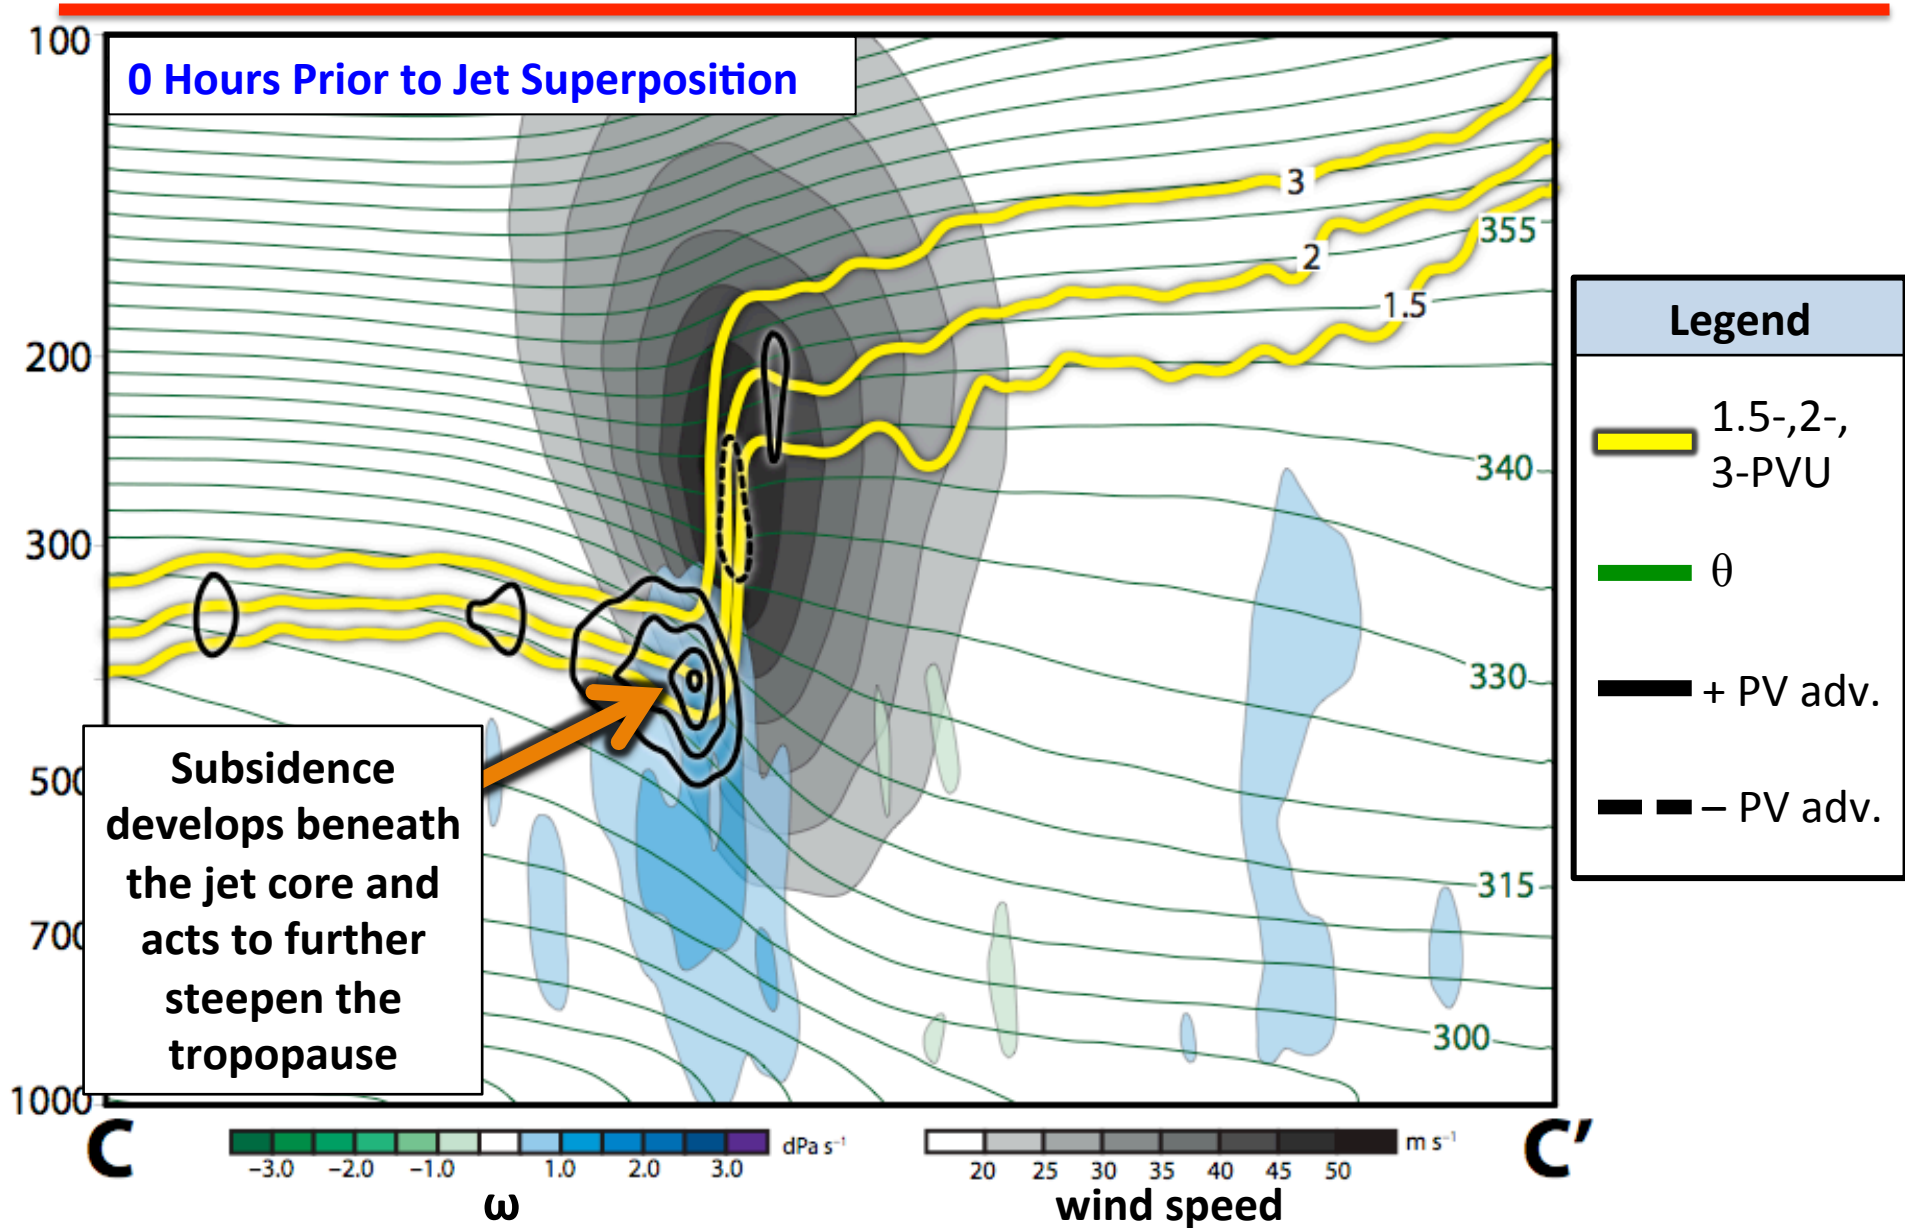 100
0 Hours Prior to Jet Superposition
3
2
355
1.5
200
340
300
330
500
315
700
300
1000
Subsidence
develops beneath
the jet core and
acts to further
steepen the
tropopause
Legend
1.5-,2-,
3-PVU
θ
+ PV adv.
– PV adv.
C
C′
−3.0 −2.0 −1.0 1.0 2.0 3.0
dPa s⁻¹
ω
20 25 30 35 40 45 50
m s⁻¹
wind speed